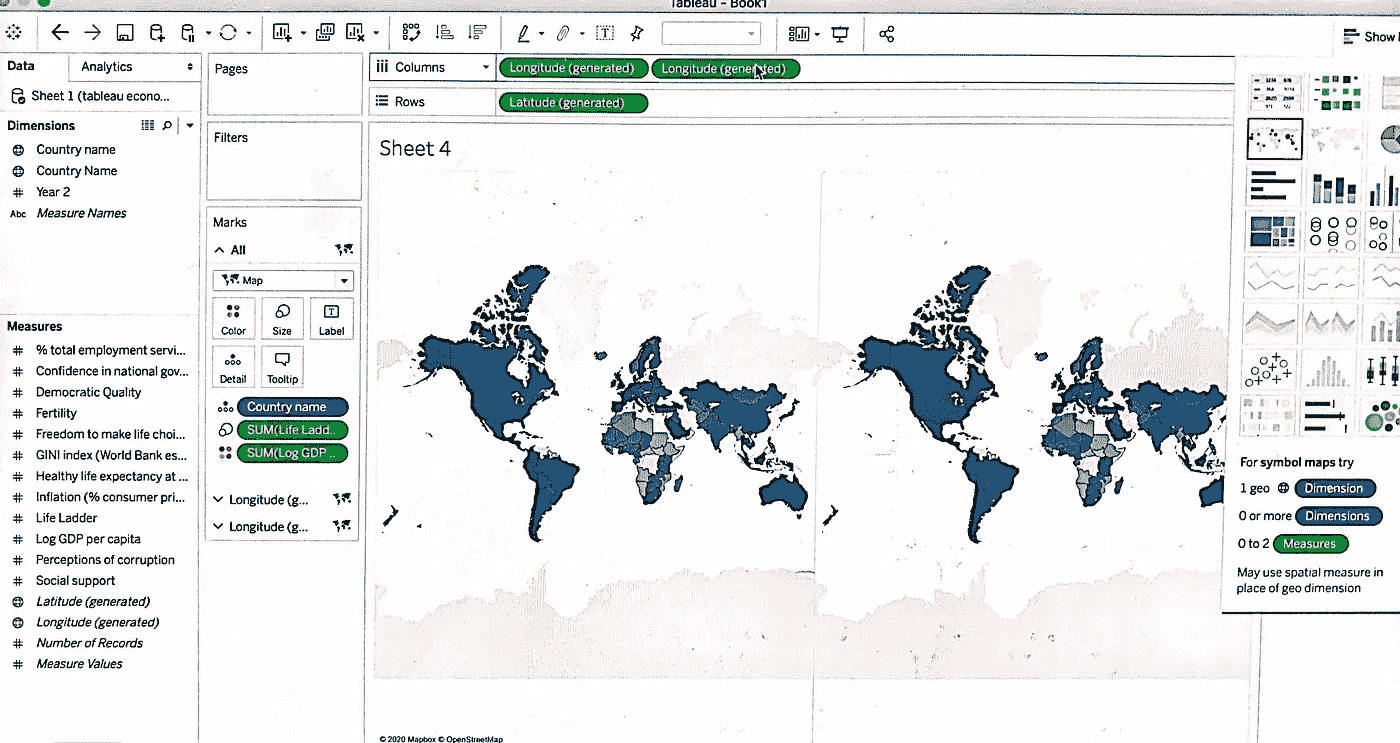 Tableau - Book1
Show
Data
Analytics
Sheet 1 (tableau econo...
Dimensions
Country name
Country Name
Year 2
Abc Measure Names
Measures
% total employment servi...
Confidence in national gov...
Democratic Quality
Fertility
Freedom to make life choi...
GINI index (World Bank es...
Healthy life expectancy at ...
Inflation (% consumer pri...
Life Ladder
Log GDP per capita
Perceptions of corruption
Social support
Latitude (generated)
Longitude (generated)
Number of Records
Measure Values
Pages
Filters
Marks
All
Map
Color
Size
Label
Detail
Tooltip
Country name
SUM(Life Ladd..
SUM(Log GDP ..
Longitude (g...
Longitude (g...
Columns
Longitude (generated)
Longitude (generated)
Rows
Latitude (generated)
Sheet 4
© 2020 Mapbox © OpenStreetMap
For symbol maps try
1 geo Dimension
0 or more Dimensions
0 to 2 Measures
May use spatial measure in
place of geo dimension